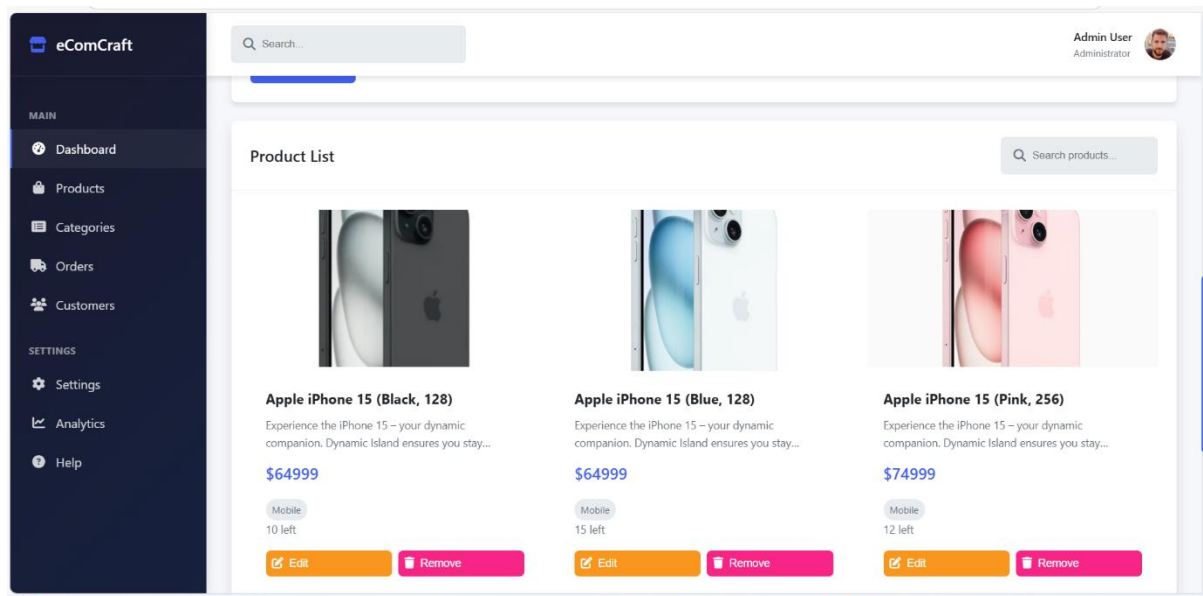 eComCraft
Search...
Admin User
Administrator
MAIN
Dashboard
Products
Categories
Orders
Customers
SETTINGS
Settings
Analytics
Help
Product List
Search products...
Apple iPhone 15 (Black, 128)
Experience the iPhone 15 – your dynamic
companion. Dynamic Island ensures you stay...
$64999
Mobile
10 left
Edit
Remove
Apple iPhone 15 (Blue, 128)
Experience the iPhone 15 – your dynamic
companion. Dynamic Island ensures you stay...
$64999
Mobile
15 left
Edit
Remove
Apple iPhone 15 (Pink, 256)
Experience the iPhone 15 – your dynamic
companion. Dynamic Island ensures you stay...
$74999
Mobile
12 left
Edit
Remove